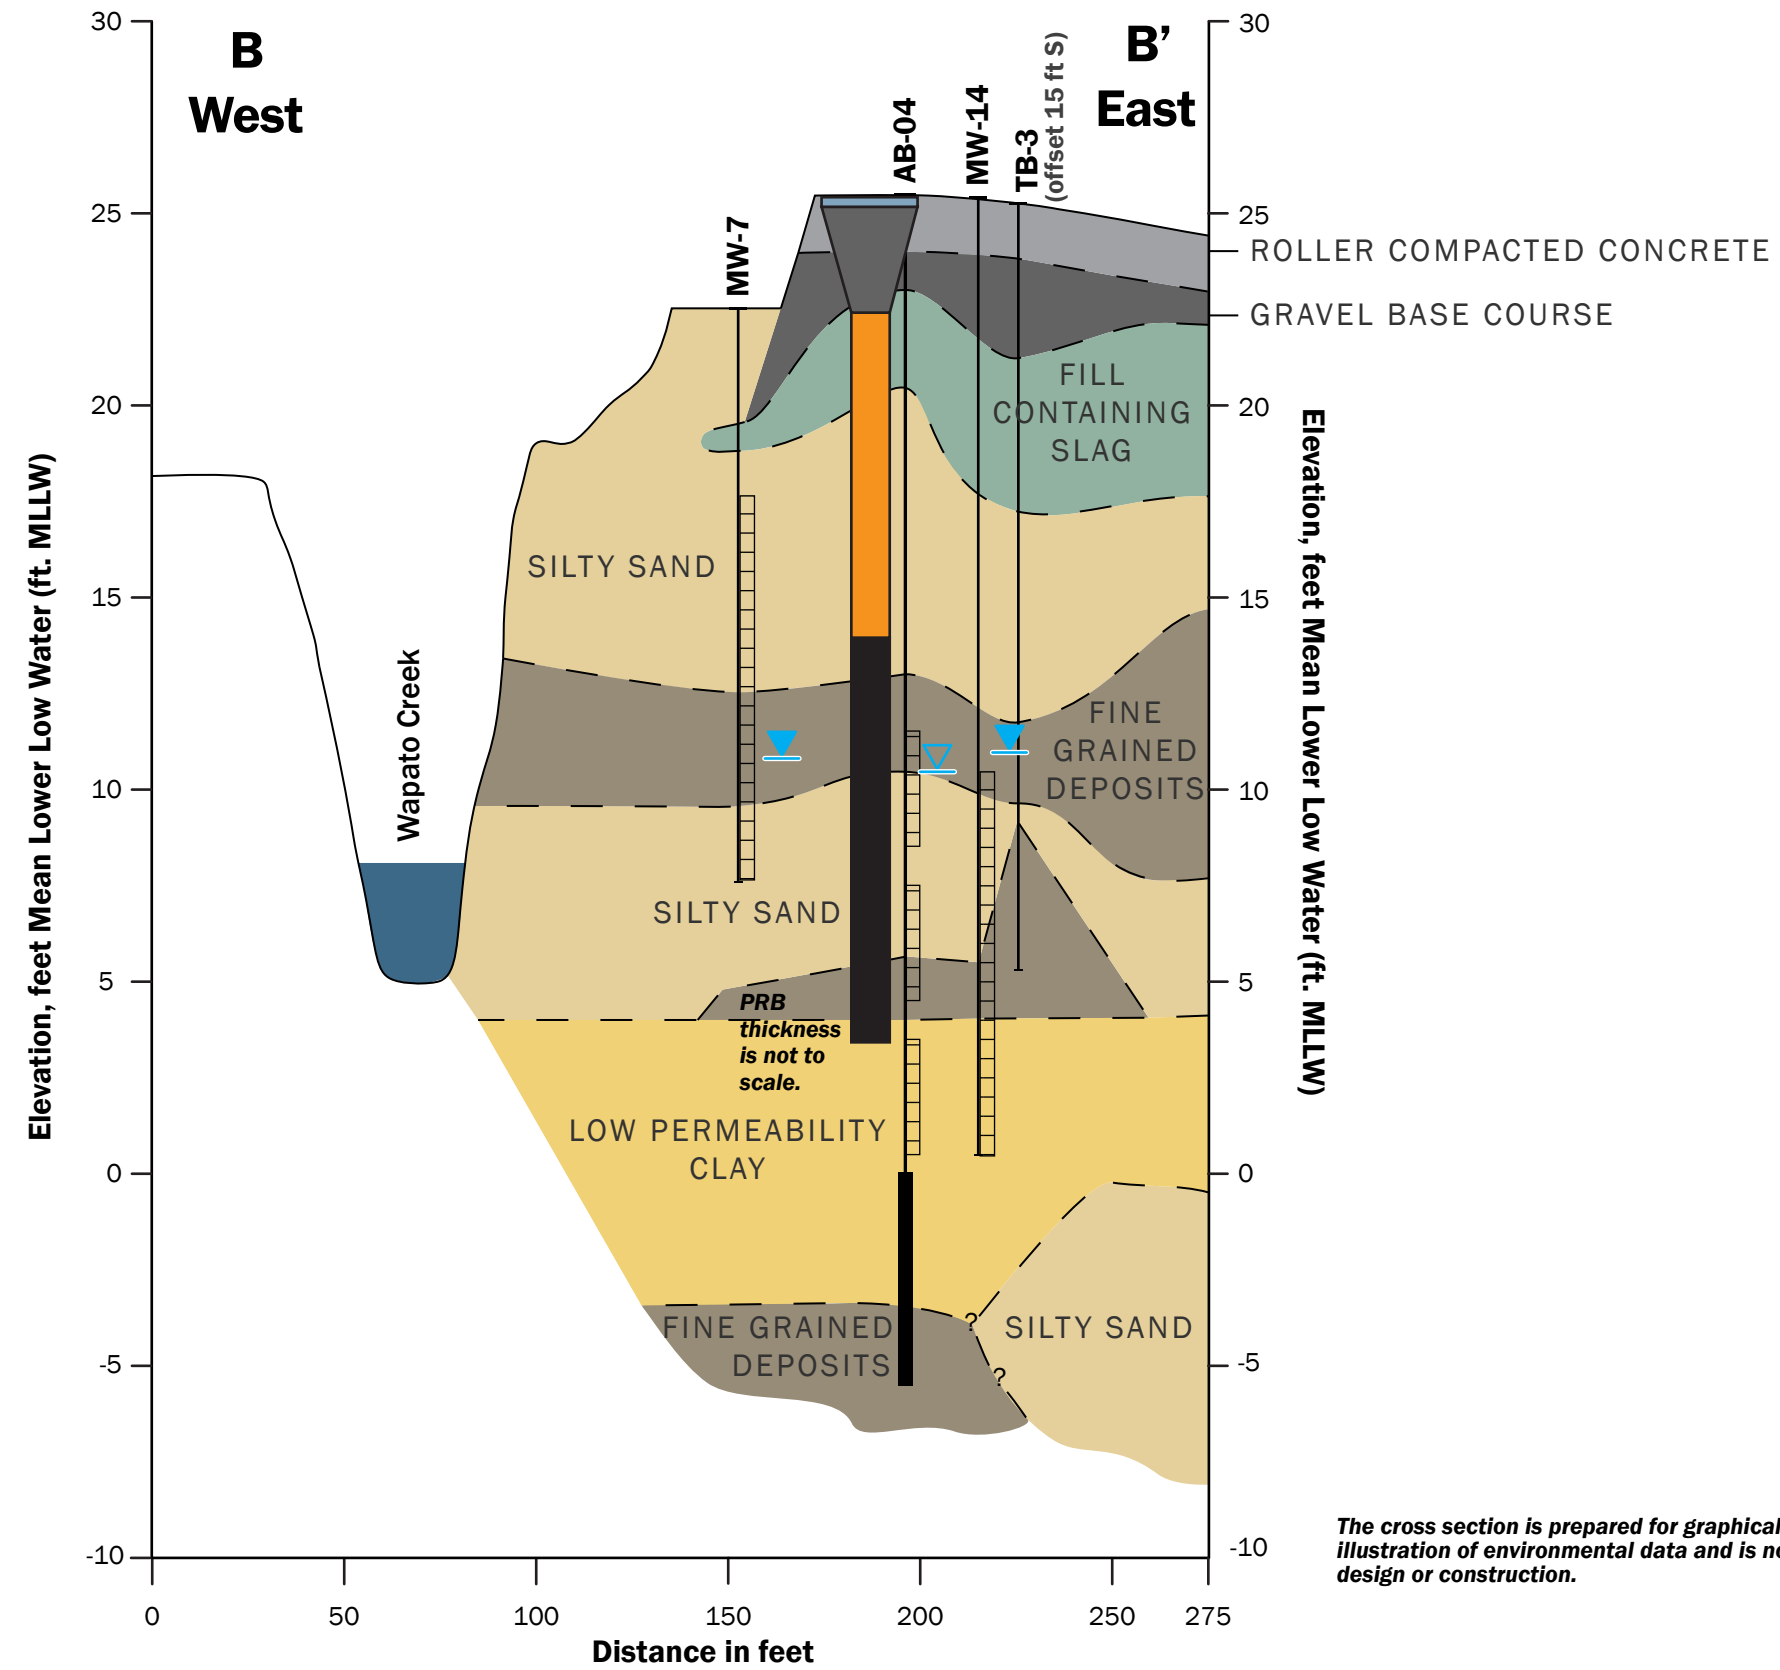 B
West
B’
East
MW-7
AB-04
MW-14
TB-3
(offset 15 ft S)
30
25
20
15
10
5
0
-5
-10
30
25
20
15
10
5
0
-5
-10
Elevation, feet Mean Lower Low Water (ft. MLLW)
Elevation, feet Mean Lower Low Water (ft. MLLW)
ROLLER COMPACTED CONCRETE
GRAVEL BASE COURSE
FILL
CONTAINING
SLAG
SILTY SAND
Wapato Creek
FINE
GRAINED
DEPOSITS
SILTY SAND
PRB
thickness
is not to
scale.
LOW PERMEABILITY
CLAY
FINE GRAINED
DEPOSITS
?
?
SILTY SAND
0
50
100
150
200
250
275
Distance in feet
The cross section is prepared for graphical
illustration of environmental data and is
design or construction.